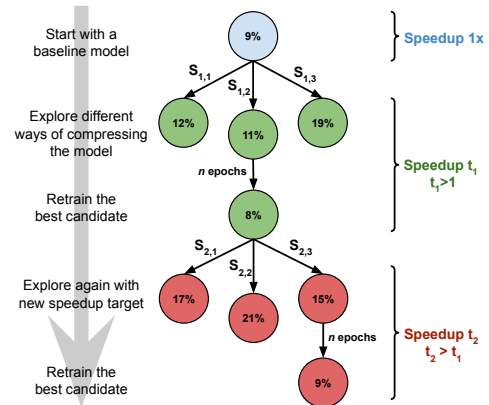 Start with a
baseline model
9%
Speedup 1x
S1,1
S1,2
S1,3
Explore different
ways of compressing
the model
12%
11%
19%
Speedup t1
t1>1
n epochs
Retrain the
best candidate
8%
S2,1
S2,2
S2,3
Explore again with
new speedup target
17%
21%
15%
Speedup t2
t2 > t1
n epochs
Retrain the
best candidate
9%